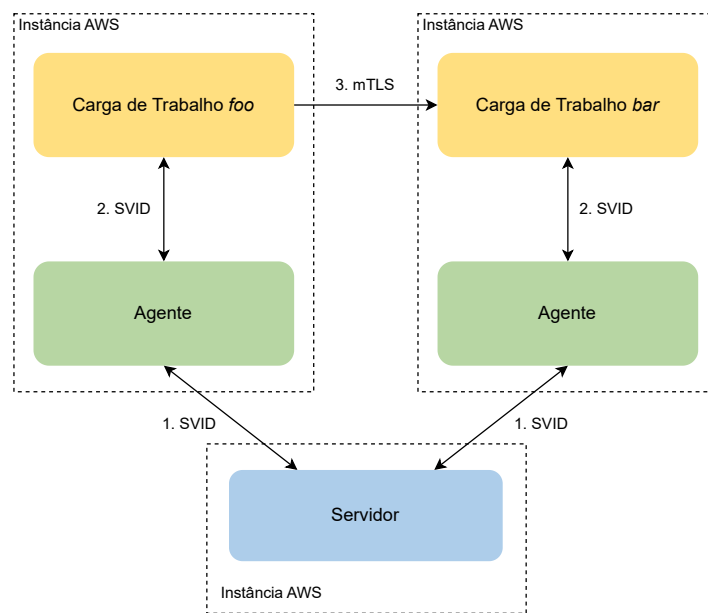 Instância AWS
Instância AWS
Carga de Trabalho foo
3. mTLS
Carga de Trabalho bar
2. SVID
2. SVID
Agente
Agente
1. SVID
1. SVID
Servidor
Instância AWS